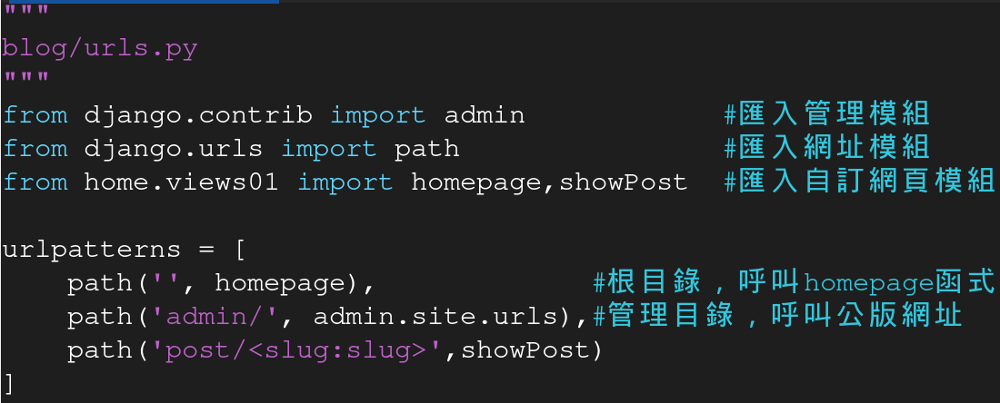 """
blog/urls.py
"""
from django.contrib import admin            #匯入管理模組
from django.urls import path                #匯入網址模組
from home.views01 import homepage,showPost  #匯入自訂網頁模組
urlpatterns = [
    path('', homepage),             #根目錄，呼叫homepage函式
    path('admin/', admin.site.urls),#管理目錄，呼叫公版網址
    path('post/<slug:slug>',showPost)
]